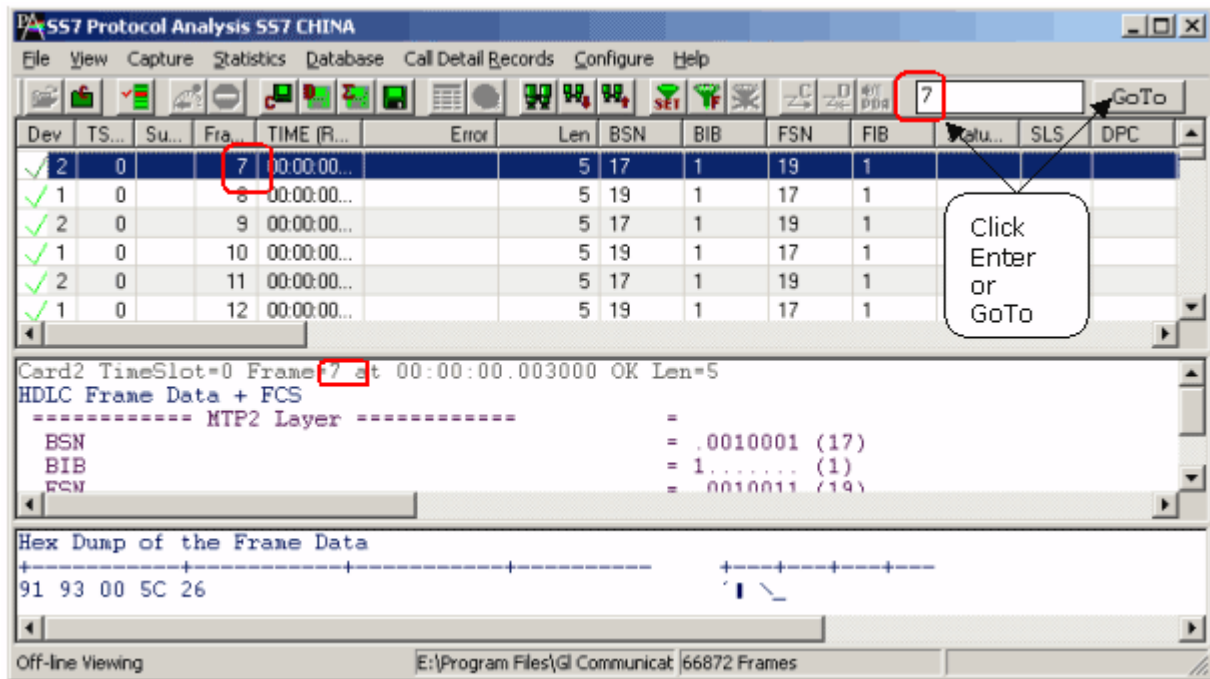 SS7 Protocol Analysis SS7 CHINA
File View Capture Statistics Database Call Detail Records Configure Help
SET 7 GoTo
Dev TS... Su... Fra... TIME (R... Error Len BSN BIB FSN FIB SLS DPC
2 0 7 00:00:00... 5 17 1 19 1
1 0 8 00:00:00... 5 19 1 17 1
2 0 9 00:00:00... 5 17 1 19 1
1 0 10 00:00:00... 5 19 1 17 1
2 0 11 00:00:00... 5 17 1 19 1
1 0 12 00:00:00... 5 19 1 17 1
Click
Enter
or
GoTo
Card2 TimeSlot=0 Frame=7 at 00:00:00.003000 OK Len=5
HDLC Frame Data + FCS
============ MTP2 Layer ============ =
BSN = .0010001 (17)
BIB = 1....... (1)
FSN = .0010011 (19)
Hex Dump of the Frame Data
91 93 00 5C 26
Off-line Viewing E:\Program Files\Gl Communicat 66872 Frames